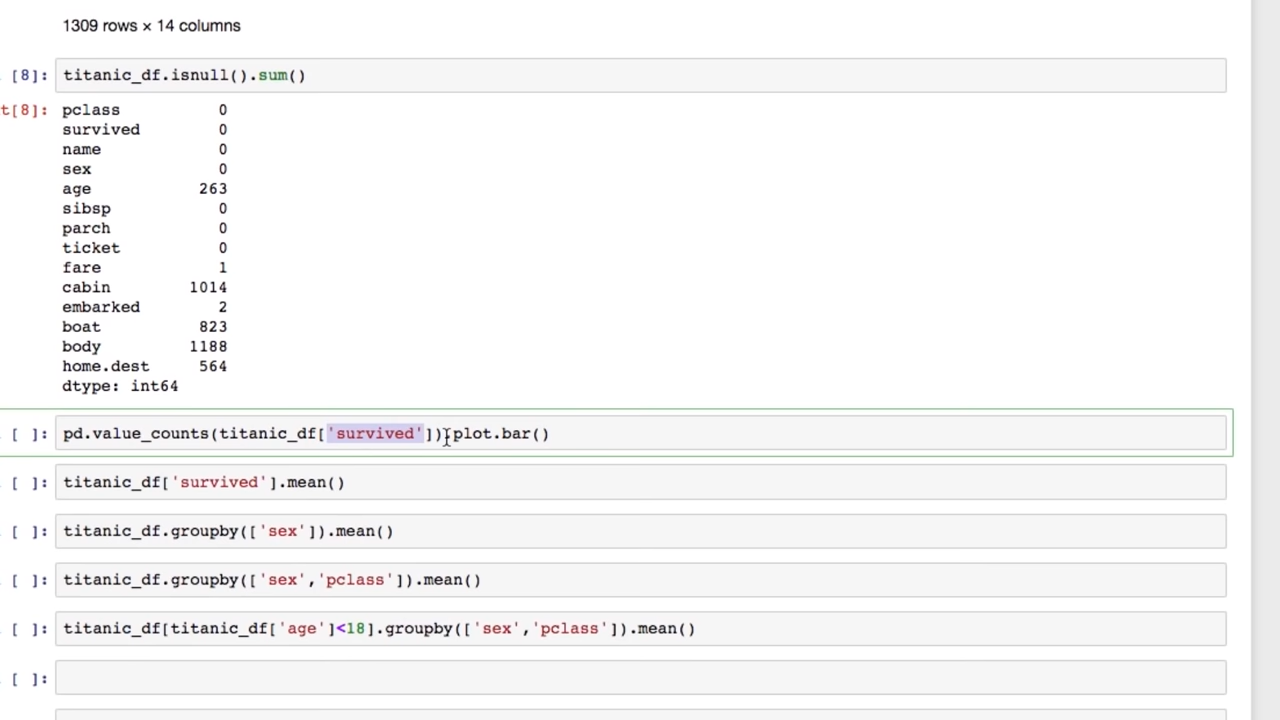 1309 rows × 14 columns
[8]: titanic_df.isnull().sum()
t[8]: pclass 0
survived 0
name 0
sex 0
age 263
sibsp 0
parch 0
ticket 0
fare 1
cabin 1014
embarked 2
boat 823
body 1188
home.dest 564
dtype: int64
[ ]: pd.value_counts(titanic_df['survived']).plot.bar()
[ ]: titanic_df['survived'].mean()
[ ]: titanic_df.groupby(['sex']).mean()
[ ]: titanic_df.groupby(['sex','pclass']).mean()
[ ]: titanic_df[titanic_df['age']<18].groupby(['sex','pclass']).mean()
[ ]: